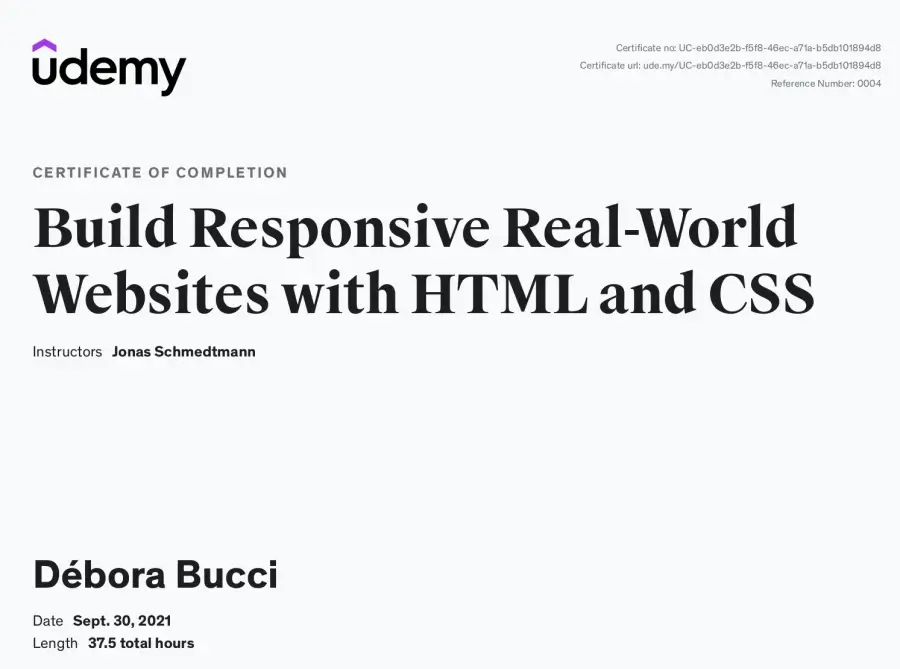 udemy
Certificate no: UC-eb0d3e2b-f5f8-46ec-a71a-b5db101894d8
Certificate url: ude.my/UC-eb0d3e2b-f5f8-46ec-a71a-b5db101894d8
Reference Number: 0004
CERTIFICATE OF COMPLETION
Build Responsive Real-World
Websites with HTML and CSS
Instructors Jonas Schmedtmann
Débora Bucci
Date Sept. 30, 2021
Length 37.5 total hours